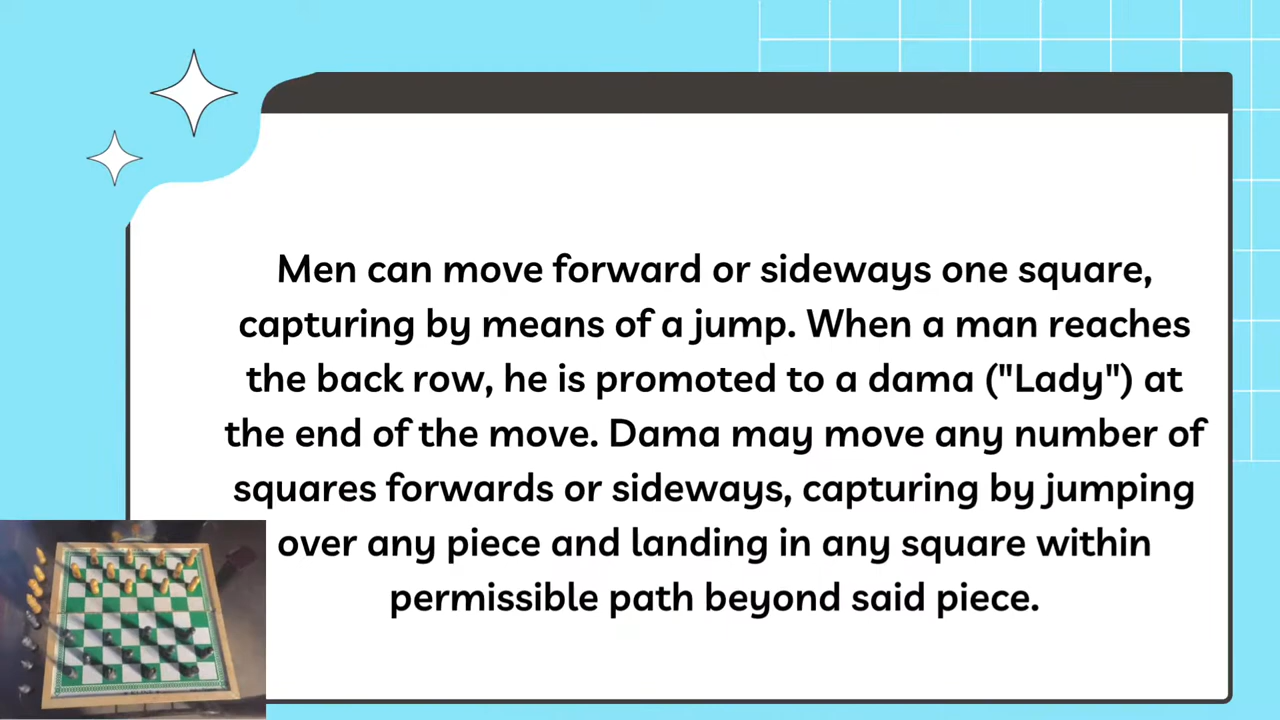 Men can move forward or sideways one square,
capturing by means of a jump. When a man reaches
the back row, he is promoted to a dama ("Lady") at
the end of the move. Dama may move any number of
squares forwards or sideways, capturing by jumping
over any piece and landing in any square within
permissible path beyond said piece.